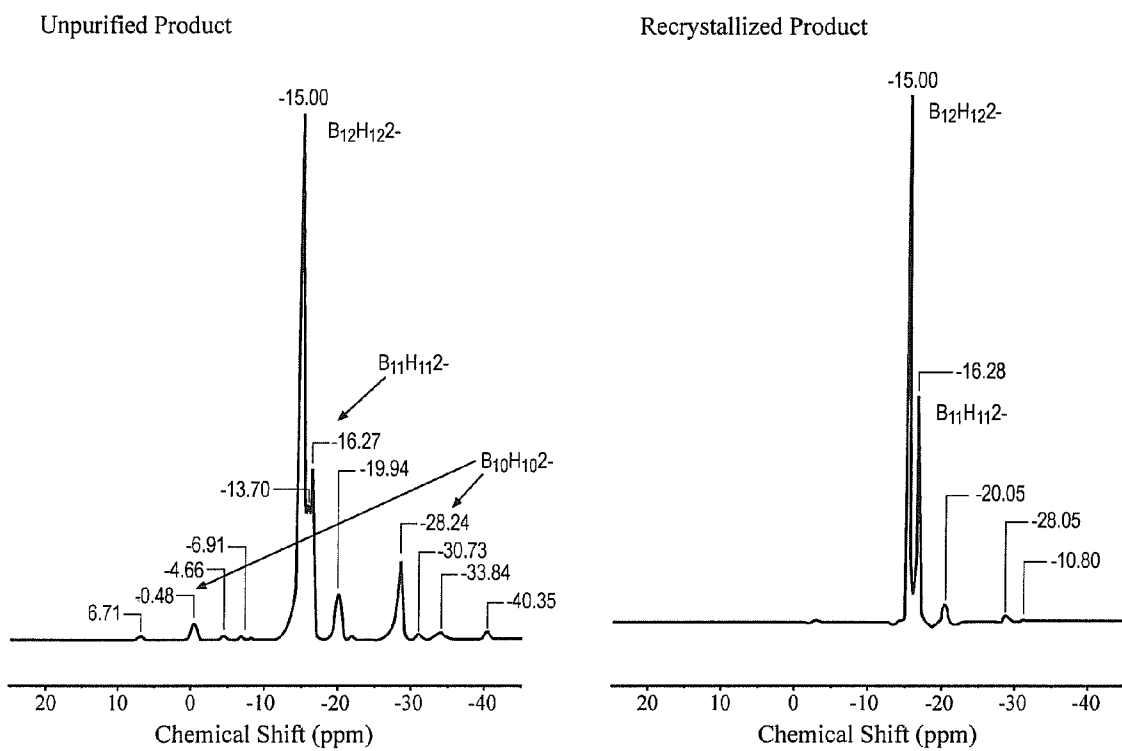 Unpurified Product
-15.00
B12H122-
B11H112-
-16.27
B10H102-
-19.94
-13.70
-28.24
-6.91
-30.73
-4.66
-33.84
-0.48
-40.35
6.71
20 10 0 -10 -20 -30 -40
Chemical Shift (ppm)
Recrystallized Product
-15.00
B12H122-
-16.28
B11H112-
-20.05
-28.05
-10.80
20 10 0 -10 -20 -30 -40
Chemical Shift (ppm)